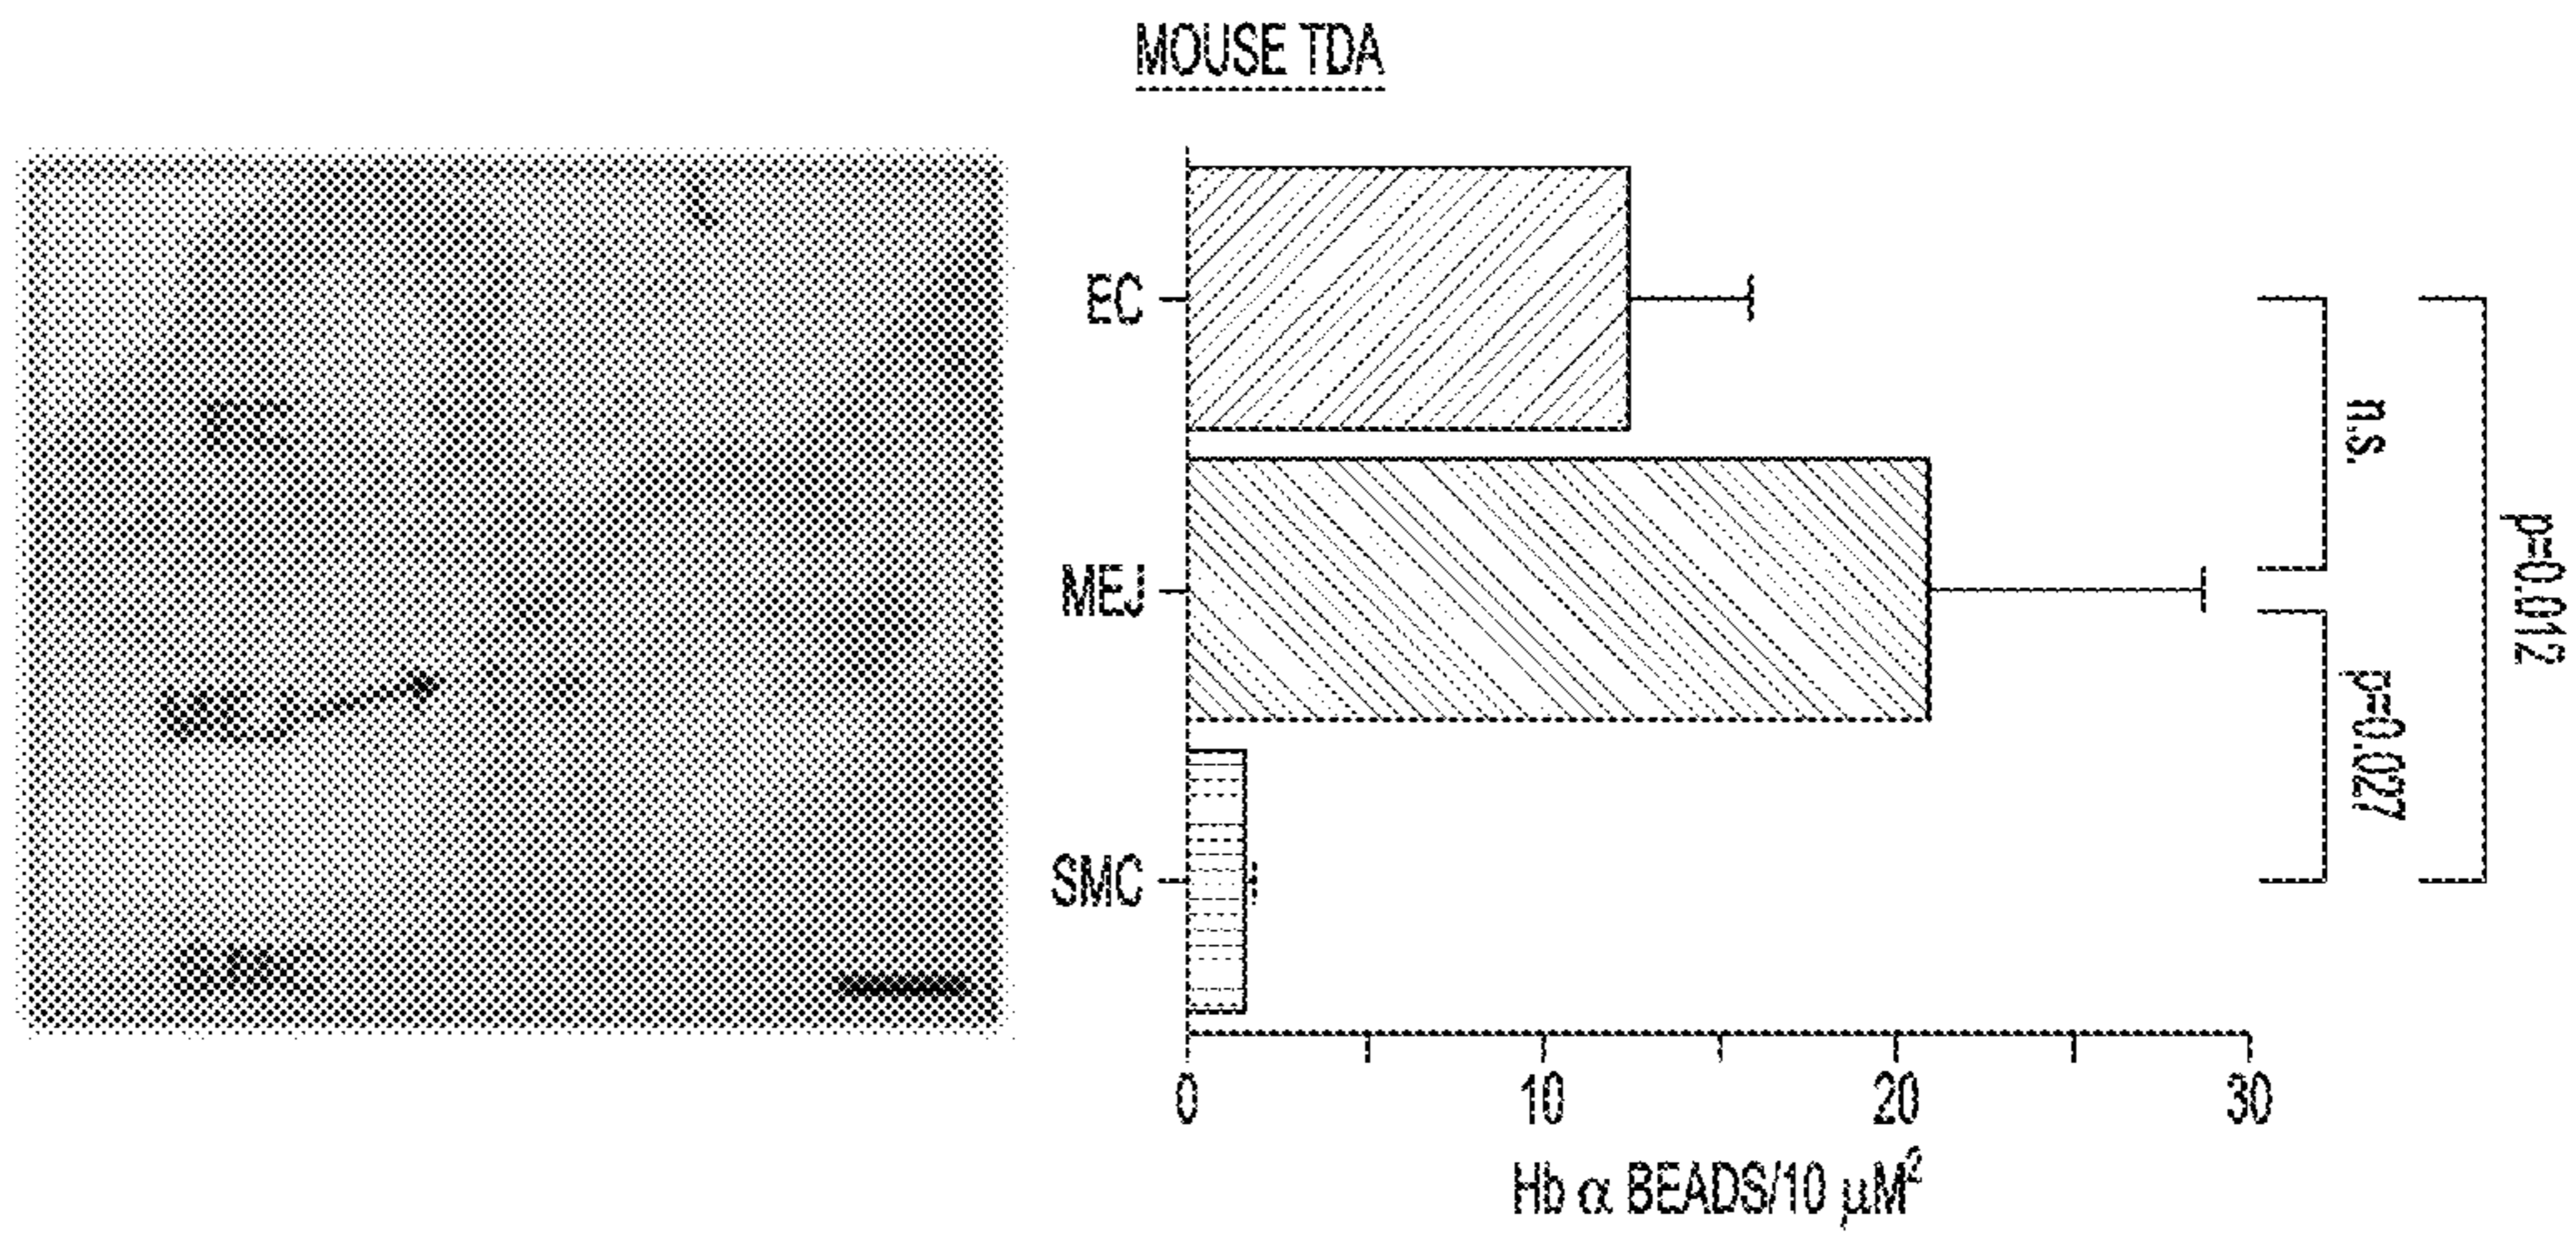 MOUSE TDA
L
EC
MEJ
SMC
n.s.
p=0.027
p=0.012
0 10 20 30
Hb α BEADS/10 μM²